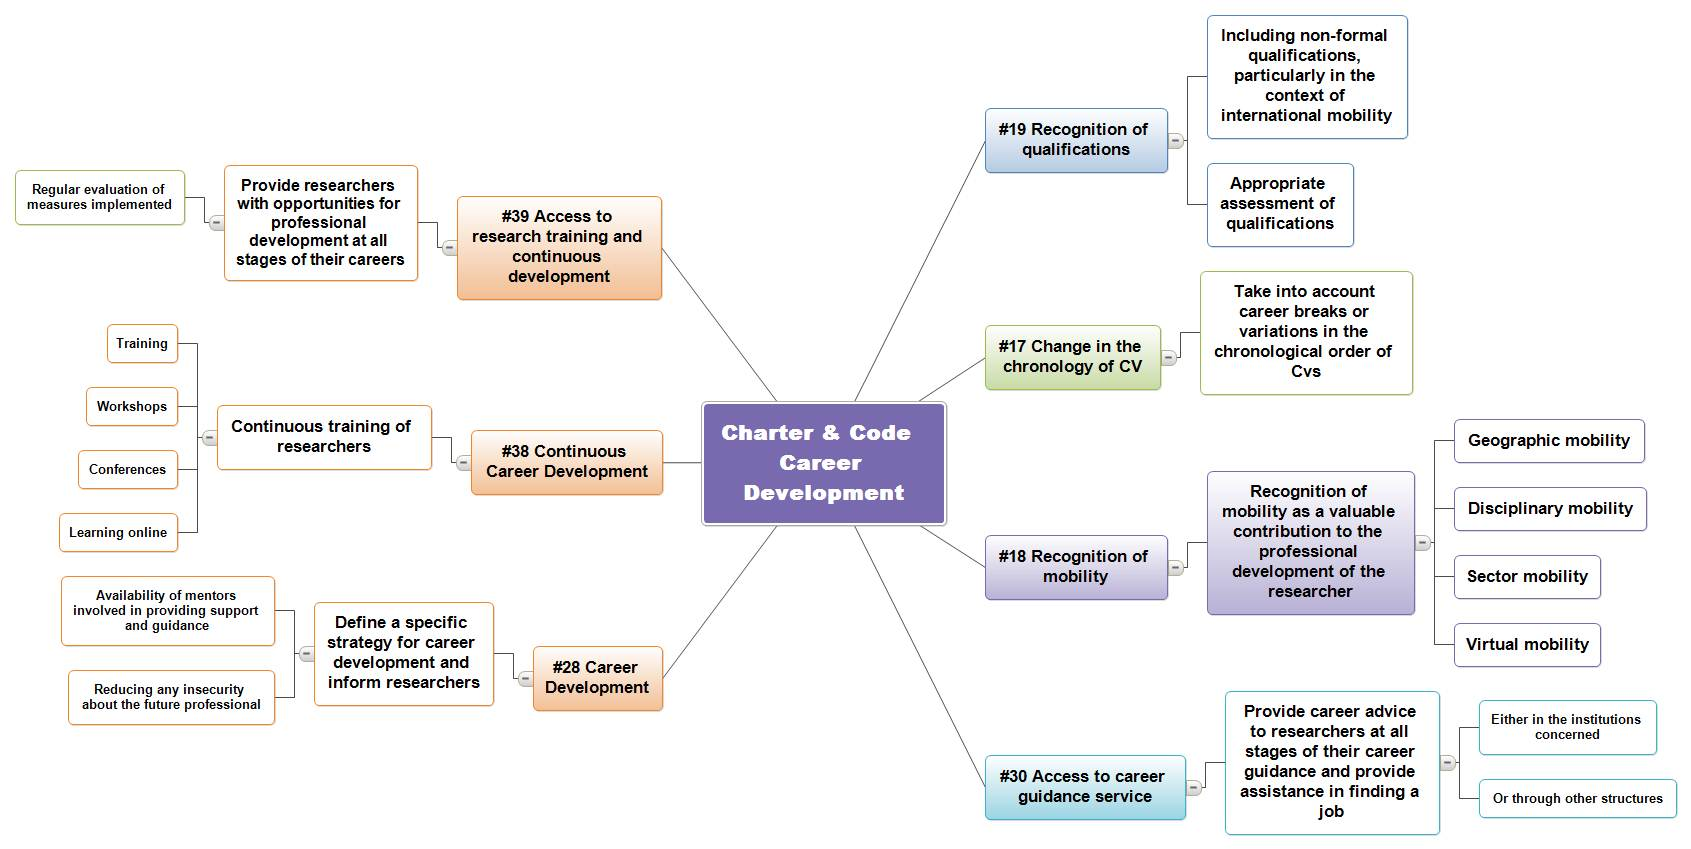 Charter & Code
Career
Development
#19 Recognition of
qualifications
Including non-formal
qualifications,
particularly in the
context of
international mobility
Appropriate
assessment of
qualifications
#17 Change in the
chronology of CV
Take into account
career breaks or
variations in the
chronological order of
Cvs
#18 Recognition of
mobility
Recognition of
mobility as a valuable
contribution to the
professional
development of the
researcher
Geographic mobility
Disciplinary mobility
Sector mobility
Virtual mobility
#30 Access to career
guidance service
Provide career advice
to researchers at all
stages of their career
guidance and provide
assistance in finding a
job
Either in the institutions
concerned
Or through other structures
#39 Access to
research training and
continuous
development
Provide researchers
with opportunities for
professional
development at all
stages of their careers
Regular evaluation of
measures implemented
#38 Continuous
Career Development
Continuous training of
researchers
Training
Workshops
Conferences
Learning online
#28 Career
Development
Define a specific
strategy for career
development and
inform researchers
Availability of mentors
involved in providing support
and guidance
Reducing any insecurity
about the future professional